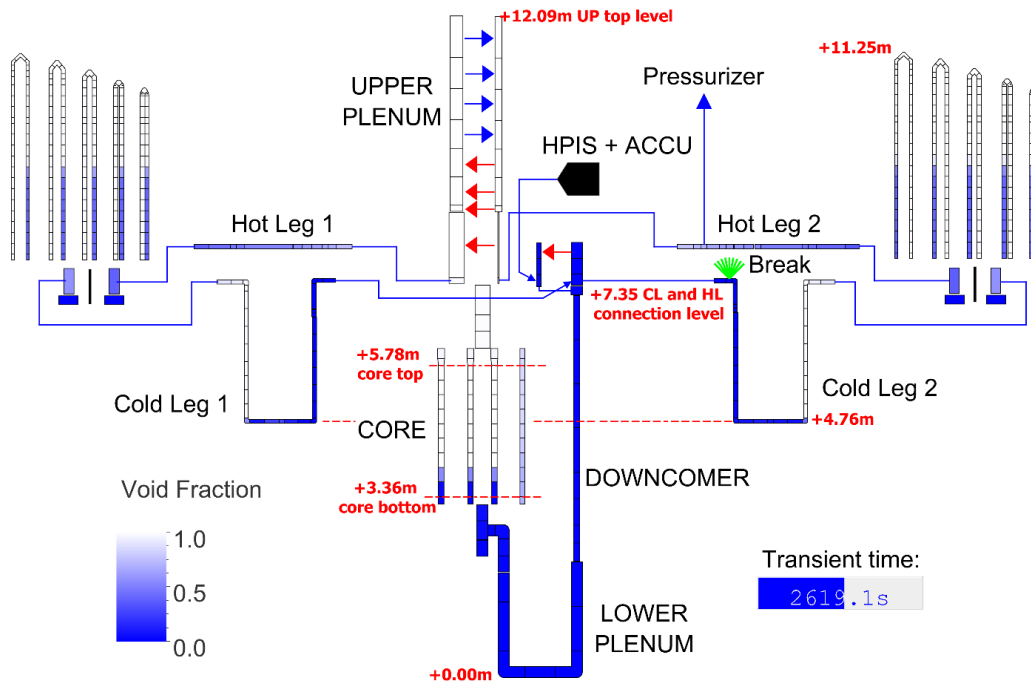 +12.09m UP top level
+11.25m
UPPER
PLENUM
Pressurizer
HPIS + ACCU
Hot Leg 1
Hot Leg 2
Break
+7.35 CL and HL
connection level
+5.78m
core top
Cold Leg 1
CORE
Cold Leg 2
+4.76m
+3.36m
core bottom
DOWNCOMER
Void Fraction
1.0
0.5
0.0
Transient time:
2619.1s
LOWER
PLENUM
+0.00m